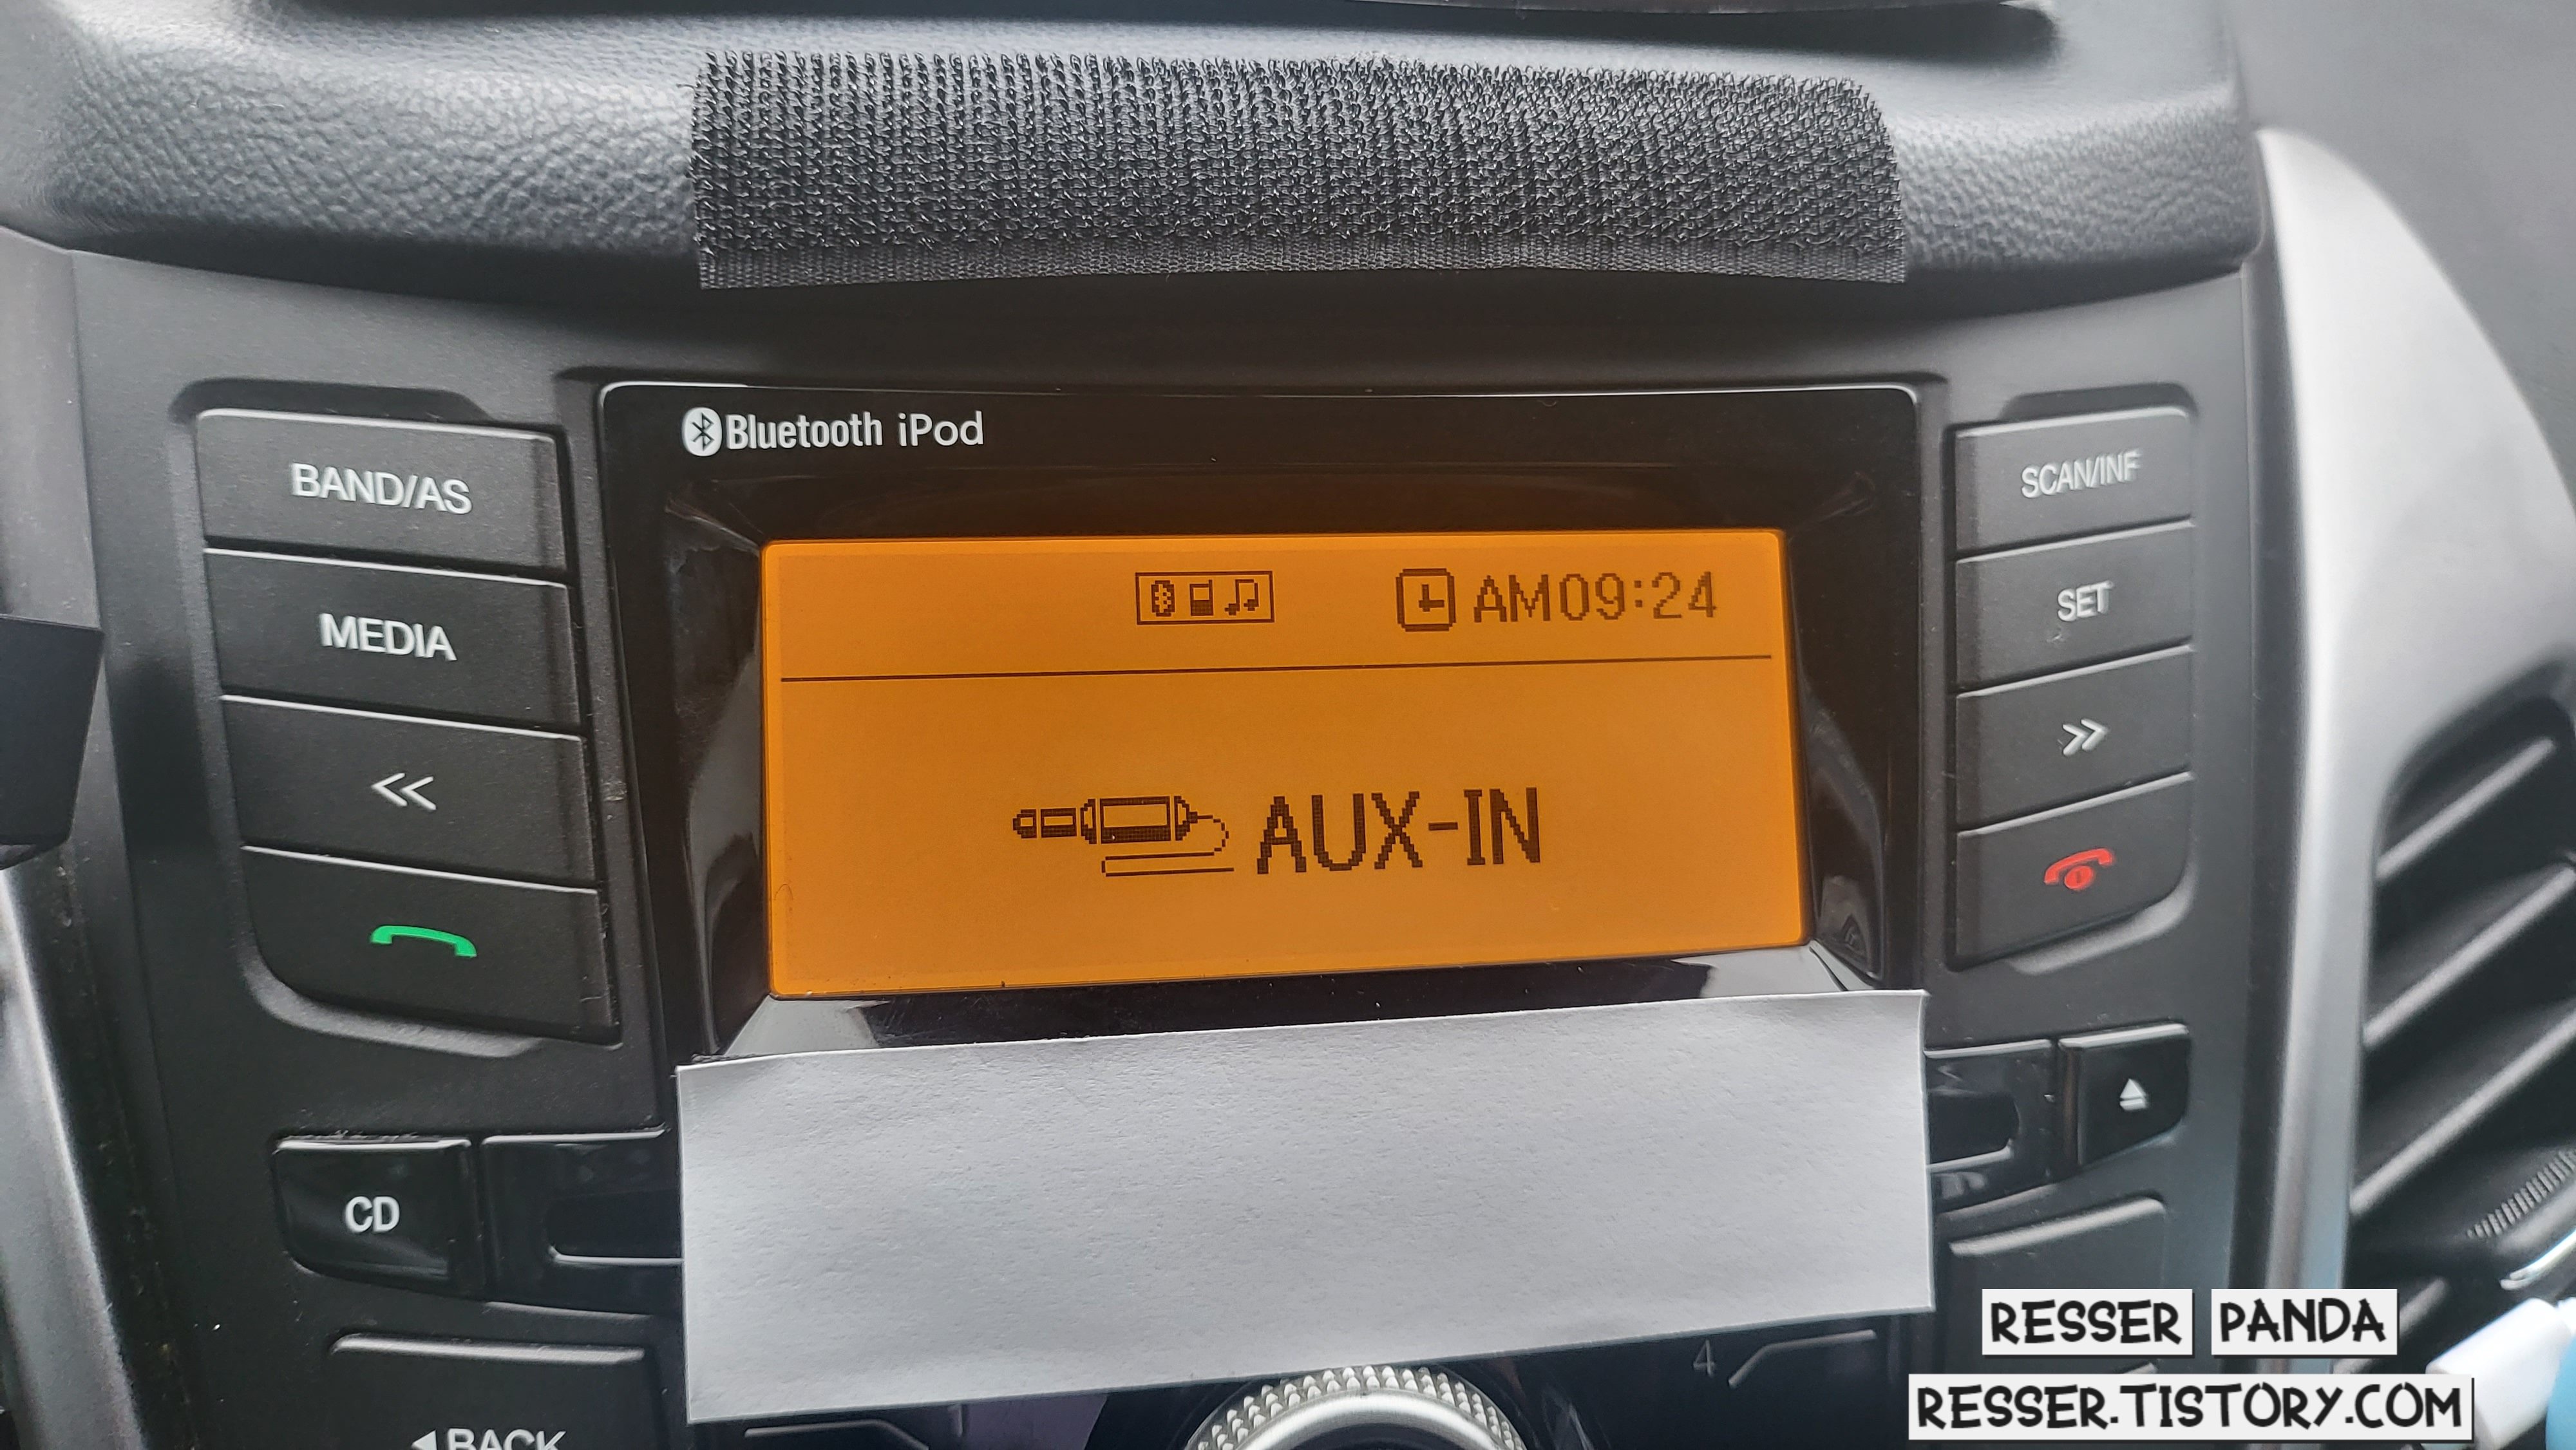 Bluetooth iPod
BAND/AS
MEDIA
SCAN/INF
SET
AM09:24
AUX-IN
CD
4
BACK
RESSER PANDA
RESSER.TISTORY.COM